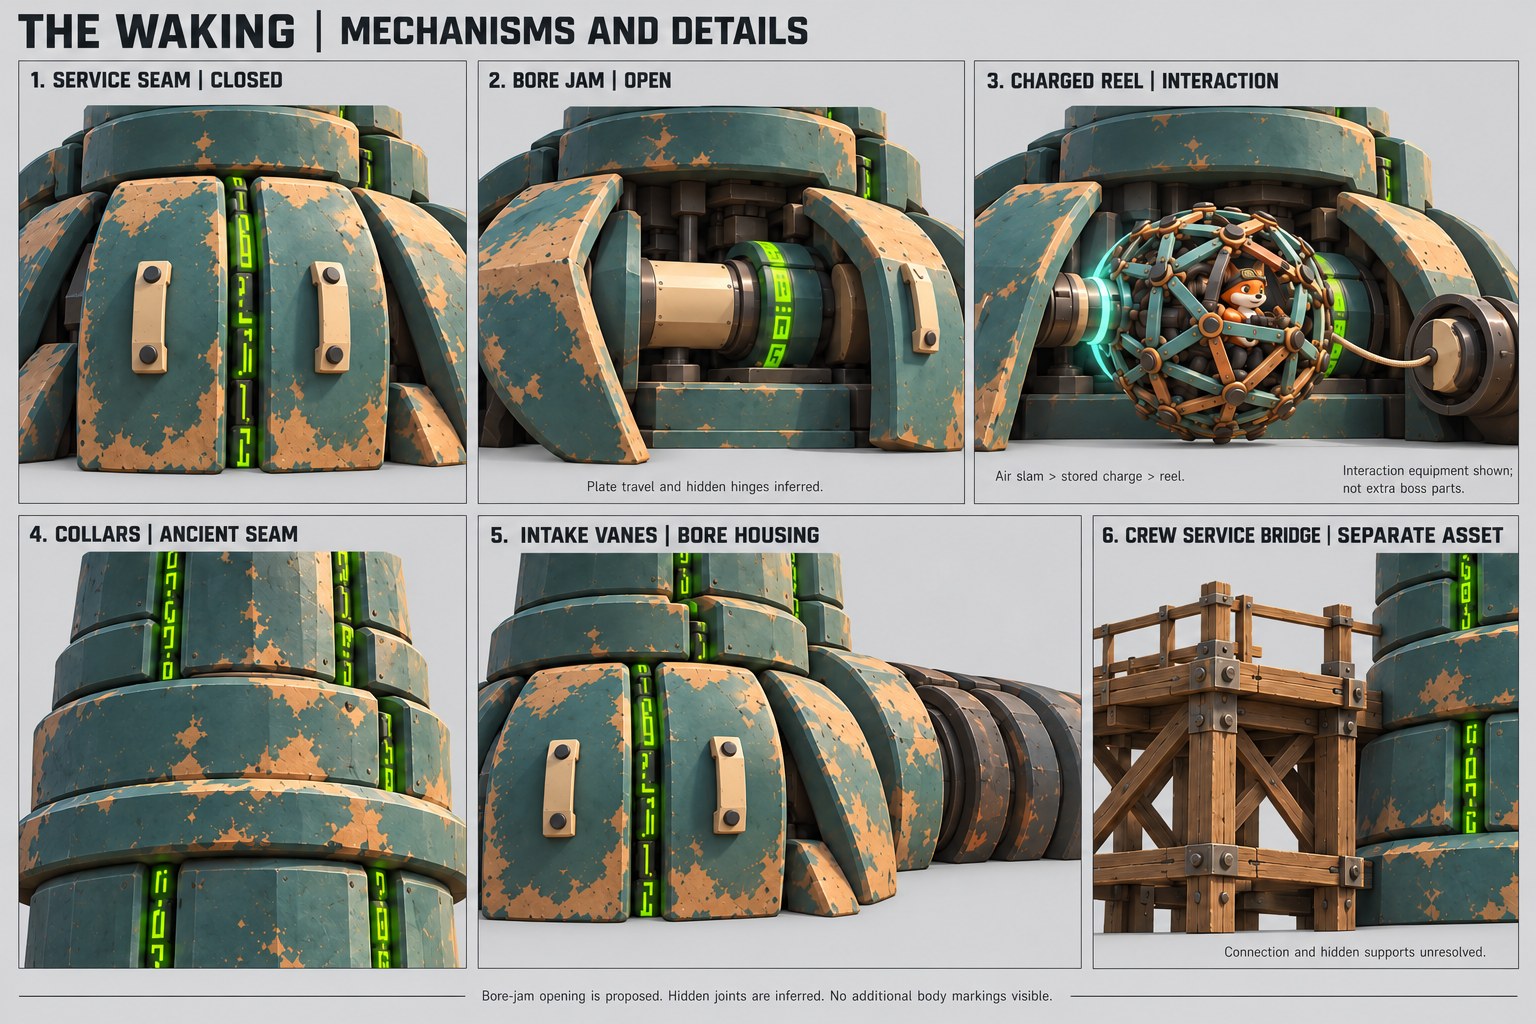 THE WAKING | MECHANISMS AND DETAILS
1. SERVICE SEAM | CLOSED
2. BORE JAM | OPEN
Plate travel and hidden hinges inferred.
3. CHARGED REEL | INTERACTION
Air slam > stored charge > reel.
Interaction equipment shown;
not extra boss parts.
4. COLLARS | ANCIENT SEAM
5. INTAKE VANES | BORE HOUSING
6. CREW SERVICE BRIDGE | SEPARATE ASSET
Connection and hidden supports unresolved.
Bore-jam opening is proposed. Hidden joints are inferred. No additional body markings visible.